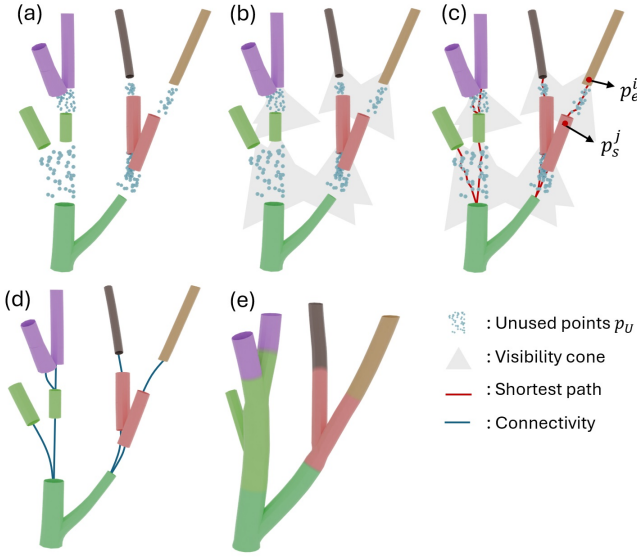 (a)
(b)
(c)
p_e^i
p_s^j
(d)
(e)
: Unused points p_U
: Visibility cone
: Shortest path
: Connectivity